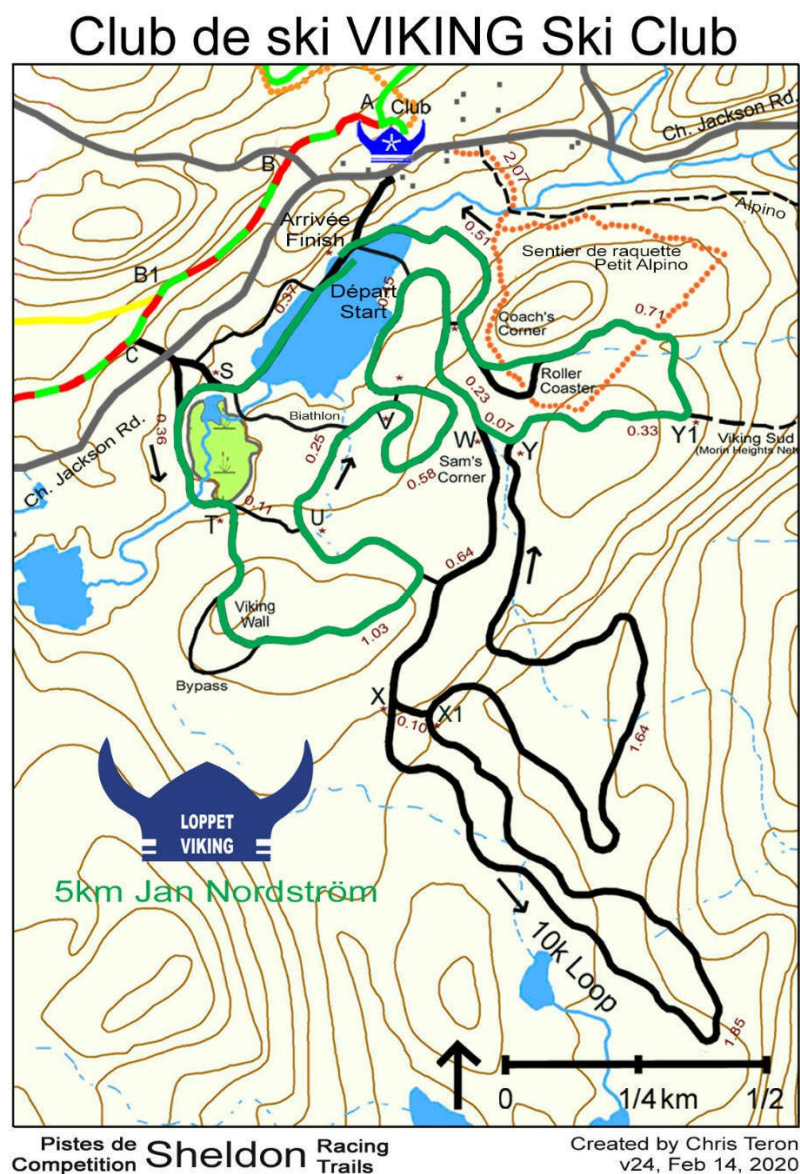 Club de ski VIKING Ski Club
A
Club
Ch. Jackson Rd.
B
2.07
Alpino
Arrivée
Finish
0.51
Sentier de raquette
Petit Alpino
B1
Départ
Start
0.37
0.71
Coach's
Corner
C
S
Roller
Coaster
0.23
Biathlon
V
0.07
0.33
Y1
Viking Sud
(Morin Heights Net
Ch. Jackson Rd.
0.36
0.25
W
Y
Sam's
Corner
0.58
0.11
T
U
0.64
Viking
Wall
1.03
Bypass
X
X1
0.10
1.64
LOPPET
VIKING
5km Jan Nordström
10k Loop
1.85
0
1/4 km
1/2
Pistes de
Competition
Sheldon
Racing
Trails
Created by Chris Teron
v24, Feb 14, 2020